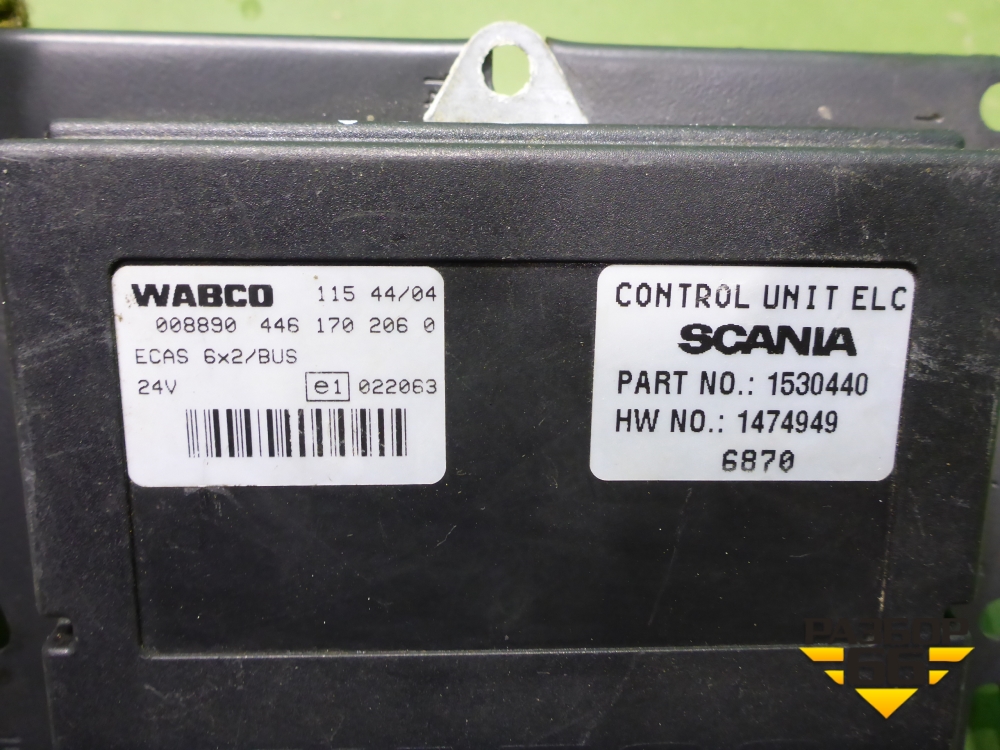 WABCO 115 44/04
008890 446 170 206 0
ECAS 6x2/BUS
24V e1 022063
CONTROL UNIT ELC
SCANIA
PART NO.: 1530440
HW NO.: 1474949
6870
РАЗБОР